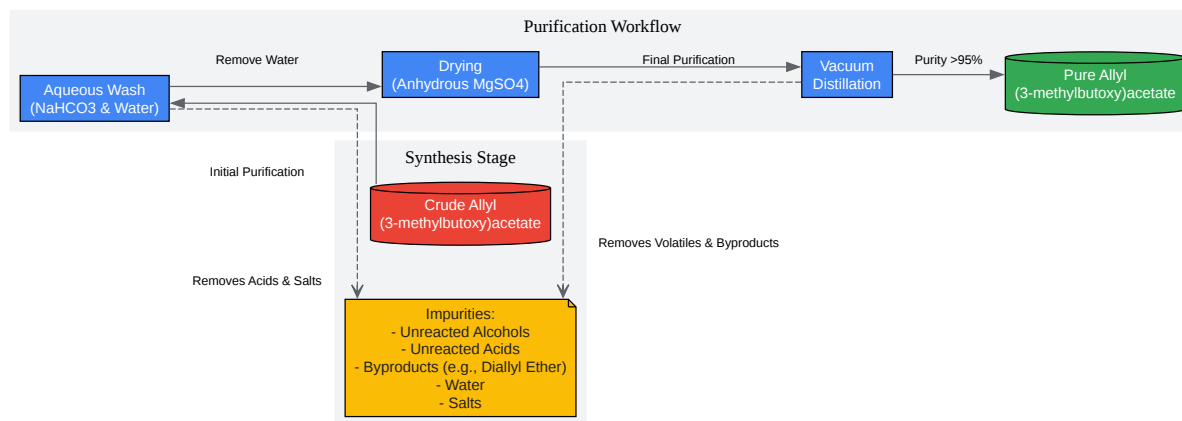 Purification Workflow
Remove Water
Drying
(Anhydrous MgSO4)
Final Purification
Vacuum
Distillation
Purity >95%
Pure Allyl
(3-methylbutoxy)acetate
Aqueous Wash
(NaHCO3 & Water)
Synthesis Stage
Initial Purification
Crude Allyl
(3-methylbutoxy)acetate
Removes Volatiles & Byproducts
Removes Acids & Salts
Impurities:
- Unreacted Alcohols
- Unreacted Acids
- Byproducts (e.g., Diallyl Ether)
- Water
- Salts